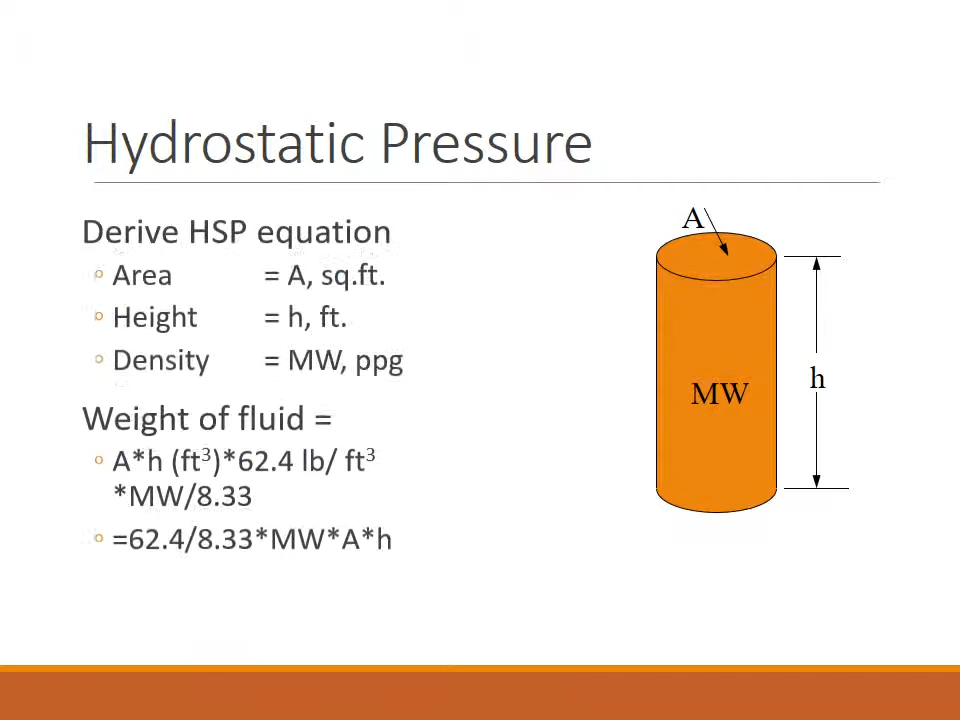 Hydrostatic Pressure
Derive HSP equation
◦ Area = A, sq.ft.
◦ Height = h, ft.
◦ Density = MW, ppg
Weight of fluid =
◦ A*h (ft³)*62.4 lb/ ft³
*MW/8.33
◦ =62.4/8.33*MW*A*h
A
MW
h